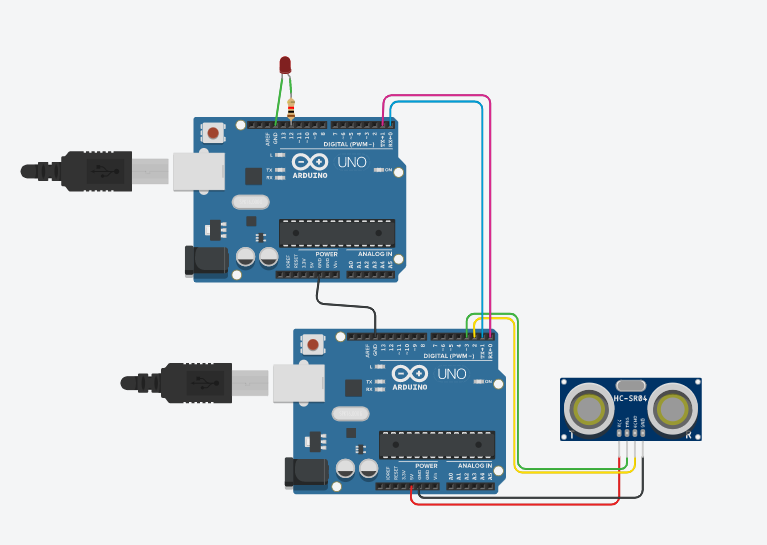 AREF
GND
13
12
~11
~10
~9
8
7
~6
~5
4
~3
2
TX→1
RX←0
DIGITAL (PWM~)
L
TX
RX
UNO
ON
ARDUINO
POWER
ANALOG IN
IOREF
RESET
3.3V
5V
GND
GND
Vin
A0
A1
A2
A3
A4
A5
AREF
GND
13
12
~11
~10
~9
8
7
~6
~5
4
~3
2
TX→1
RX←0
DIGITAL (PWM~)
L
TX
RX
UNO
ON
ARDUINO
POWER
ANALOG IN
IOREF
RESET
3.3V
5V
GND
GND
Vin
A0
A1
A2
A3
A4
A5
HC-SR04
VCC
TRIG
ECHO
GND
T
R